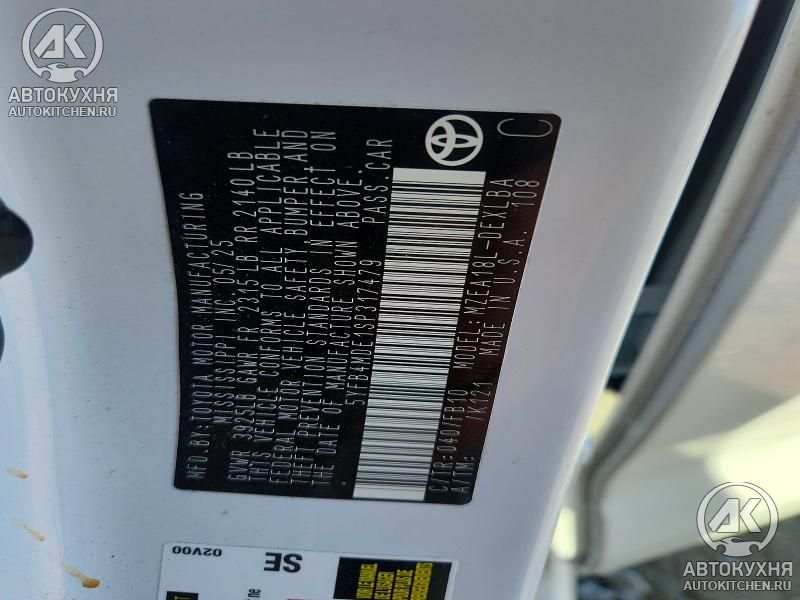 АВТОКУХНЯ
AUTOKITCHEN.RU
MFD.BY: TOYOTA MOTOR MANUFACTURING
MISSISSIPPI, INC. 05/25
GVWR 3925LB GAWR FR 2315LB RR 2140LB
THIS VEHICLE CONFORMS TO ALL APPLICABLE
FEDERAL MOTOR VEHICLE SAFETY, BUMPER, AND
THEFT PREVENTION STANDARDS IN EFFECT ON
THE DATE OF MANUFACTURE SHOWN ABOVE.
5YFB4MDE1SP317479 PASS.CAR
C/TR: 040/FB10 MODEL: MZEA18L-DEXLBA
A/TM: /K121 MADE IN U.S.A. 108
C
02V00
SE
АВТОКУХНЯ
AUTOKITCHEN.RU